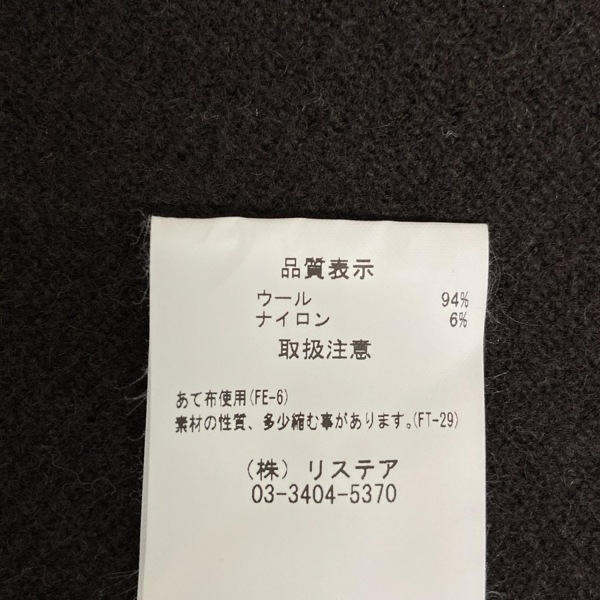 品質表示
ウール 94%
ナイロン 6%
取扱注意
あて布使用(FE-6)
素材の性質、多少縮む事があります。(FT-29)
(株) リステア
03-3404-5370